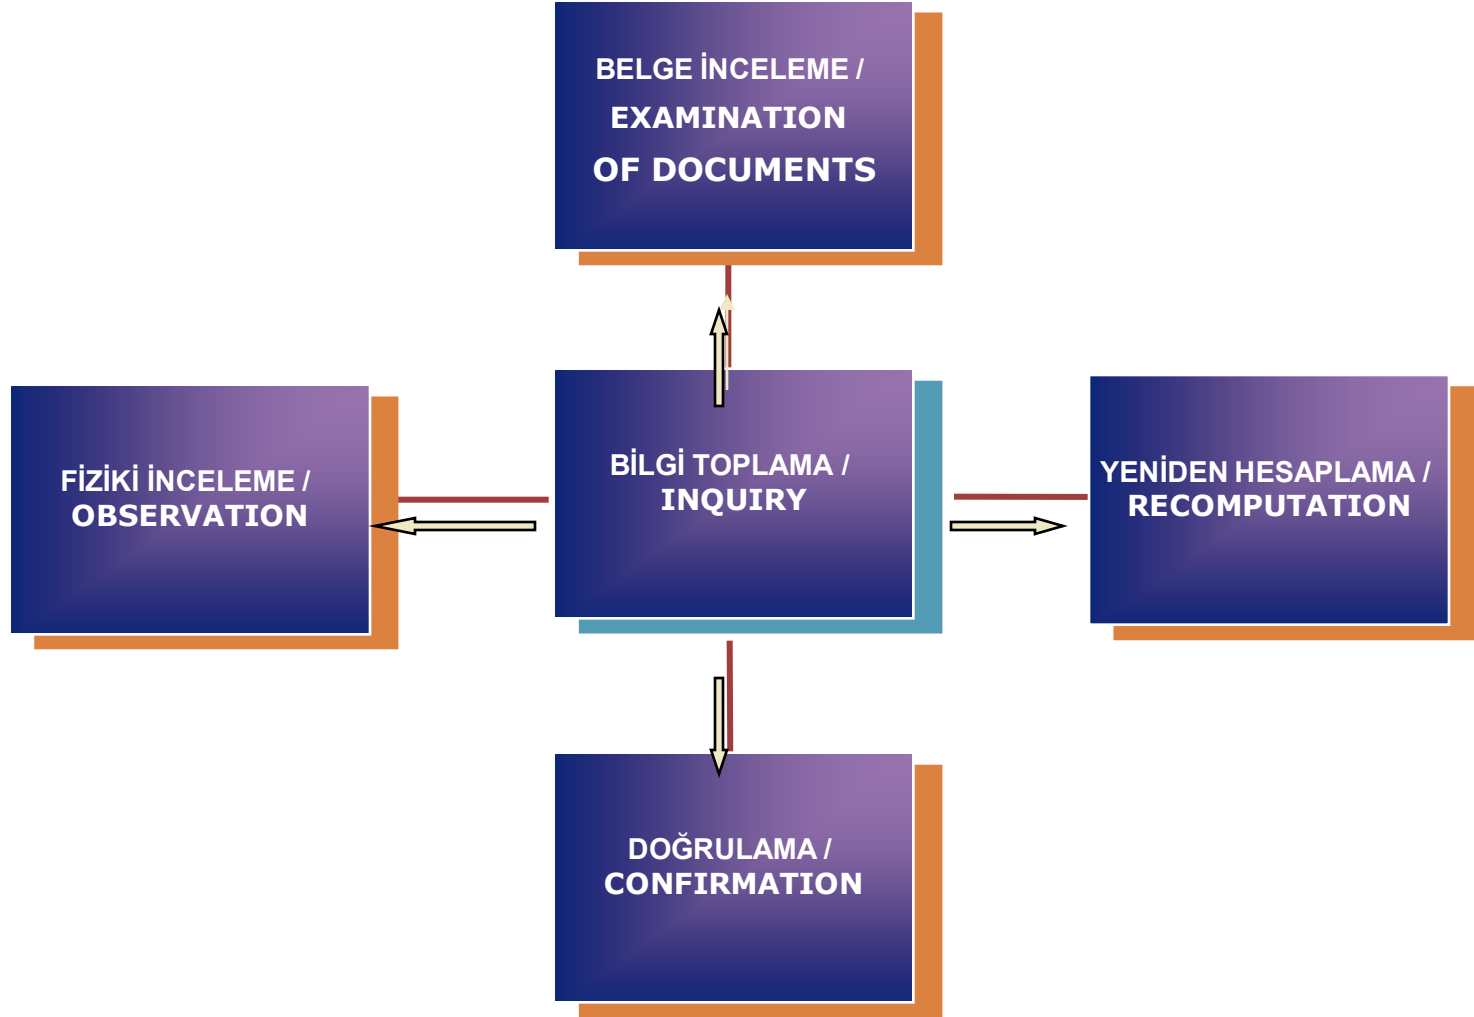 BELGE İNCELEME /
EXAMINATION
OF DOCUMENTS
FİZİKİ İNCELEME /
OBSERVATION
BİLGİ TOPLAMA /
INQUIRY
YENİDEN HESAPLAMA /
RECOMPUTATION
DOĞRULAMA /
CONFIRMATION